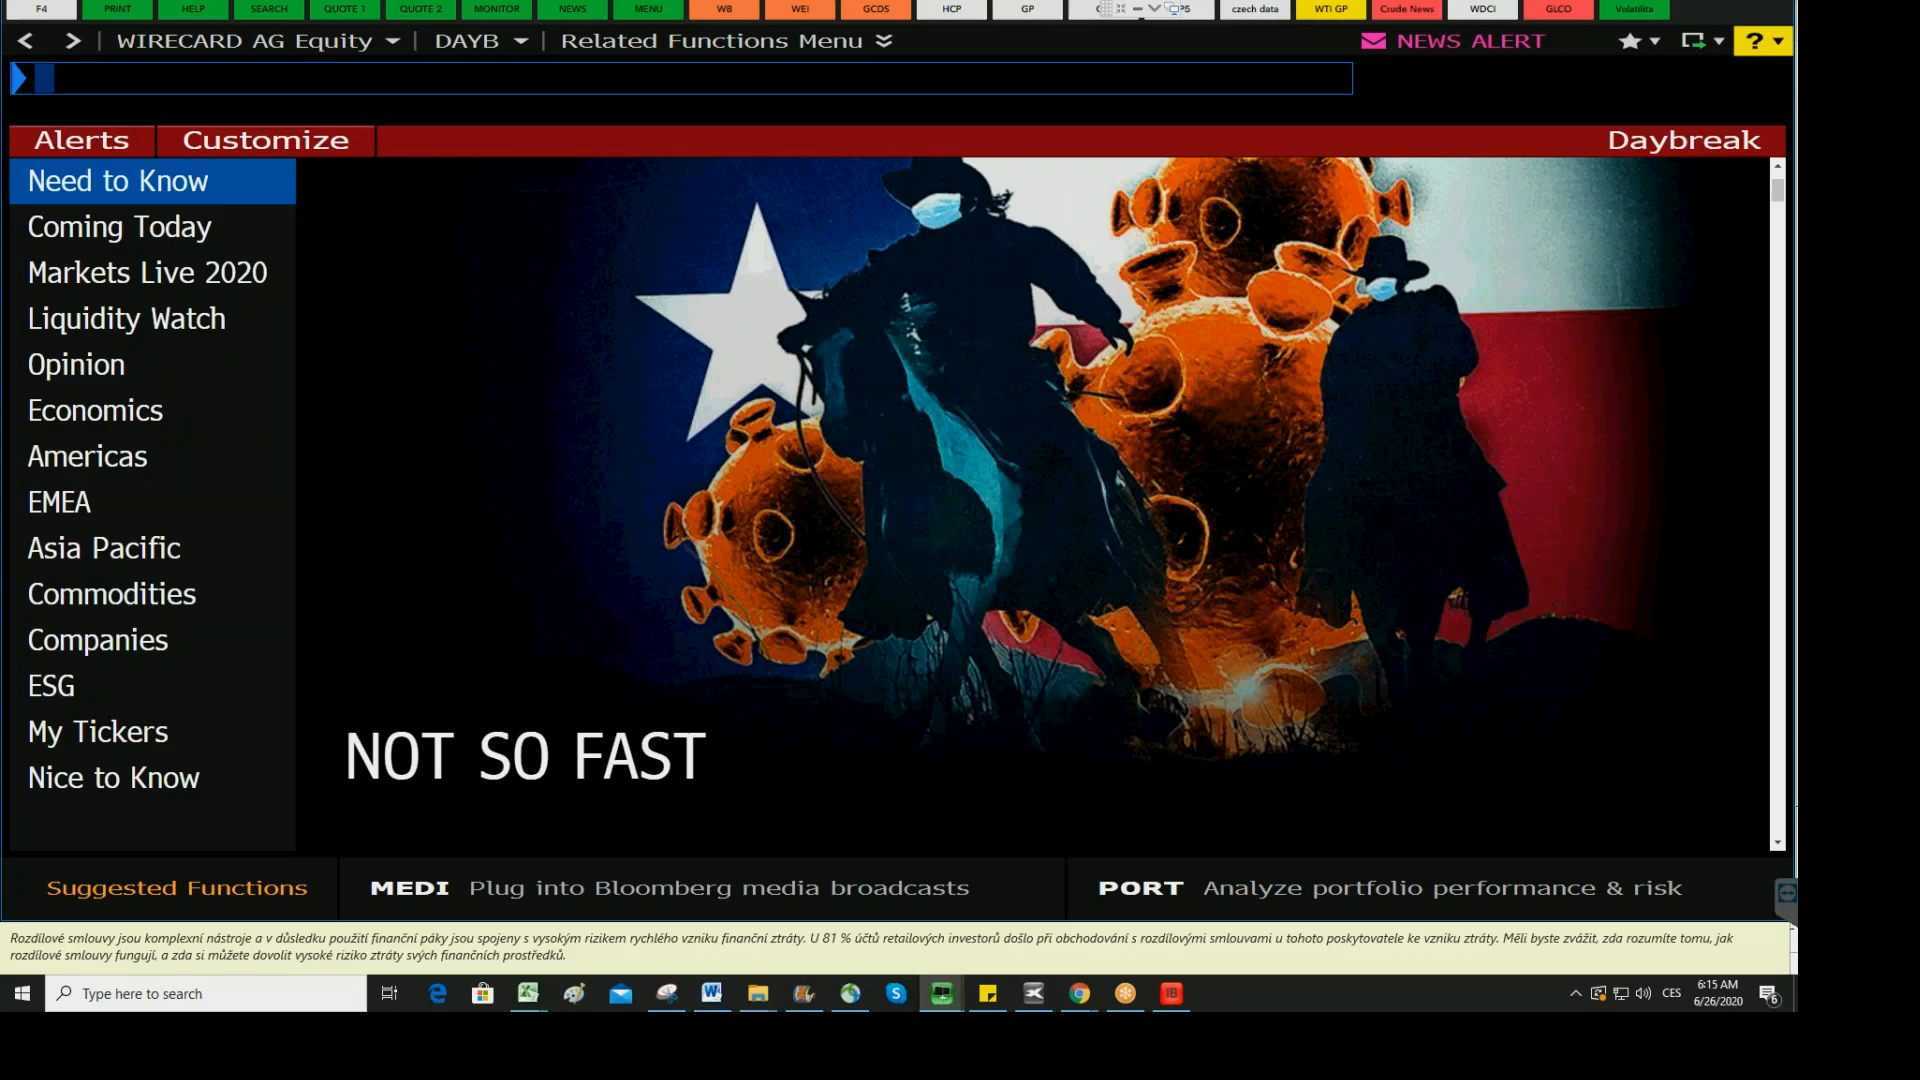 F4 PRINT HELP SEARCH QUOTE 1 QUOTE 2 MONITOR NEWS MENU WB WEI GCDS HCP GP czech data WTI GP Crude News WDCI GLCO Volatilita
WIRECARD AG Equity DAYB Related Functions Menu NEWS ALERT ?
Alerts Customize Daybreak
Need to Know
Coming Today
Markets Live 2020
Liquidity Watch
Opinion
Economics
Americas
EMEA
Asia Pacific
Commodities
Companies
ESG
My Tickers
Nice to Know
NOT SO FAST
Suggested Functions MEDI Plug into Bloomberg media broadcasts PORT Analyze portfolio performance & risk
Rozdílové smlouvy jsou komplexní nástroje a v důsledku použití finanční páky jsou spojeny s vysokým rizikem rychlého vzniku finanční ztráty. U 81 % účtů retailových investorů došlo při obchodování s rozdílovými smlouvami u tohoto poskytovatele ke vzniku ztráty. Měli byste zvážit, zda rozumíte tomu, jak
rozdílové smlouvy fungují, a zda si můžete dovolit vysoké riziko ztráty svých finančních prostředků.
Type here to search CES 6:15 AM
6/26/2020 6